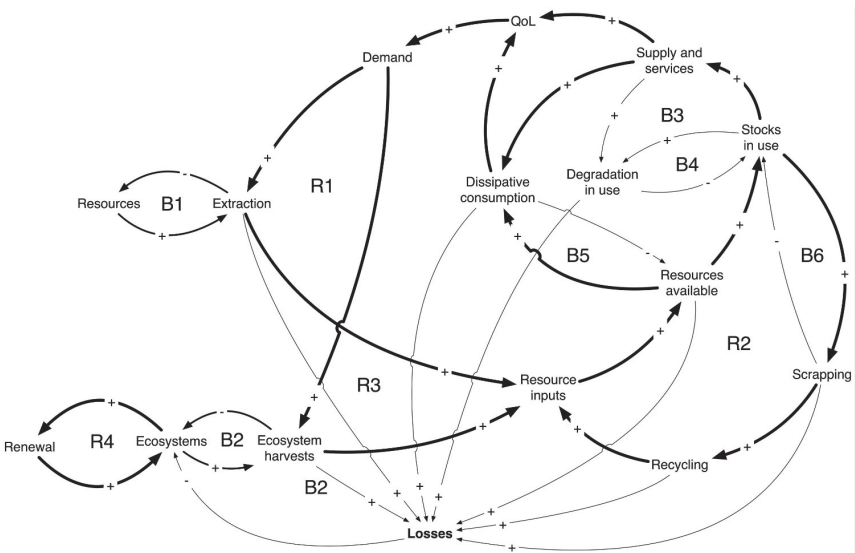 QoL
+
+
Demand
Supply and
services
+
+
+
+
B3
Stocks
in use
+
B4
+
-
Degradation
in use
Dissipative
consumption
-
R1
Resources
B1
Extraction
+
+
+
-
-
B5
B6
+
Resources
available
+
R2
+
Scrapping
R3
Resource
inputs
+
+
+
-
Renewal
R4
Ecosystems
B2
Ecosystem
harvests
+
+
+
Recycling
+
+
-
B2
+
+
+
+
+
+
Losses
+